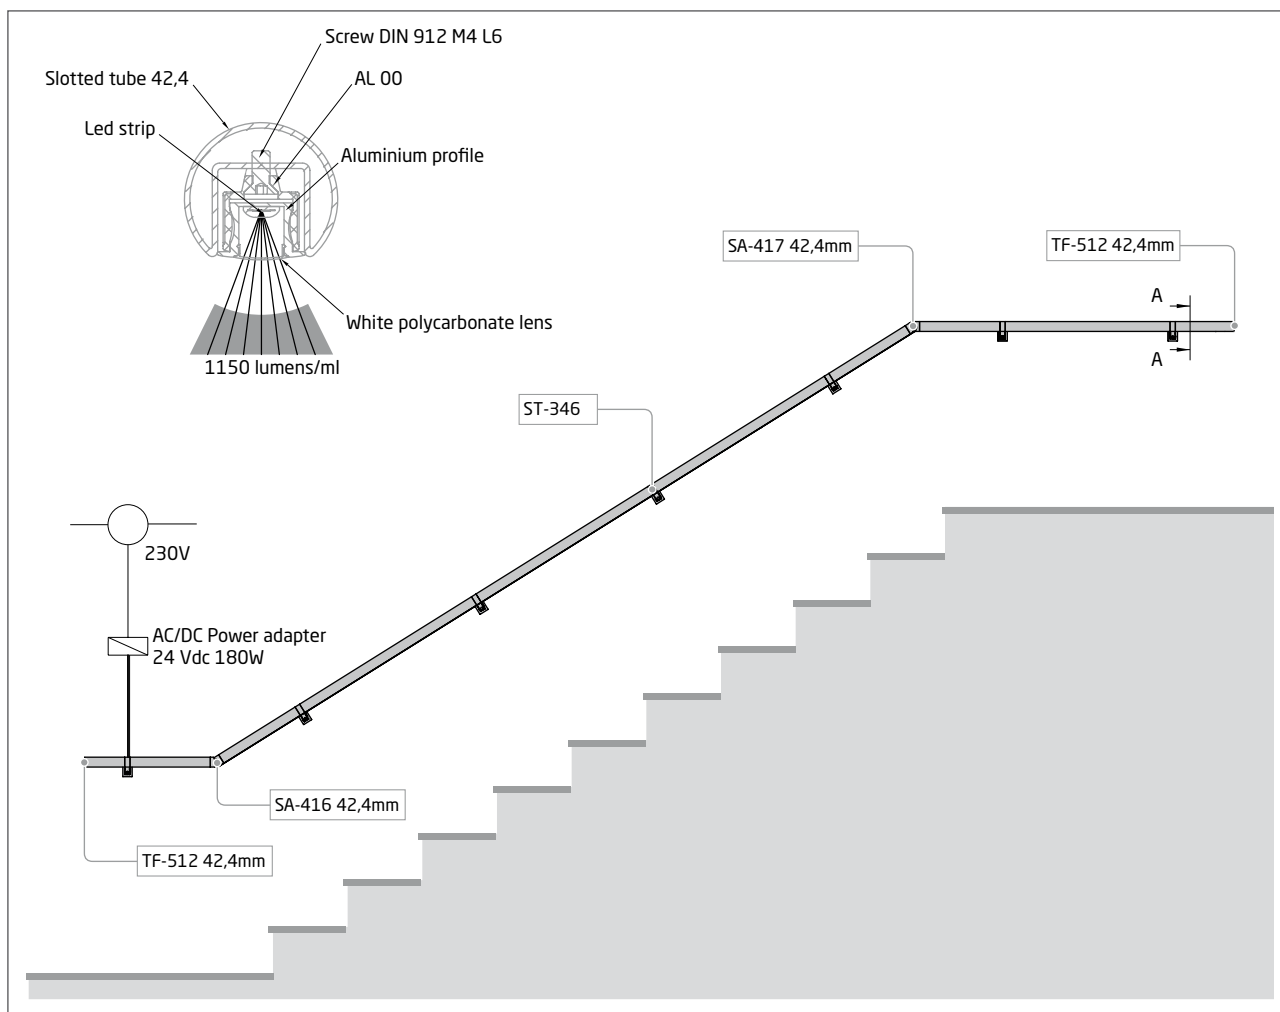 Screw DIN 912 M4 L6
Slotted tube 42,4
AL 00
Led strip
Aluminium profile
White polycarbonate lens
1150 lumens/ml
SA-417 42,4mm
TF-512 42,4mm
A
A
ST-346
230V
AC/DC Power adapter
24 Vdc 180W
SA-416 42,4mm
TF-512 42,4mm